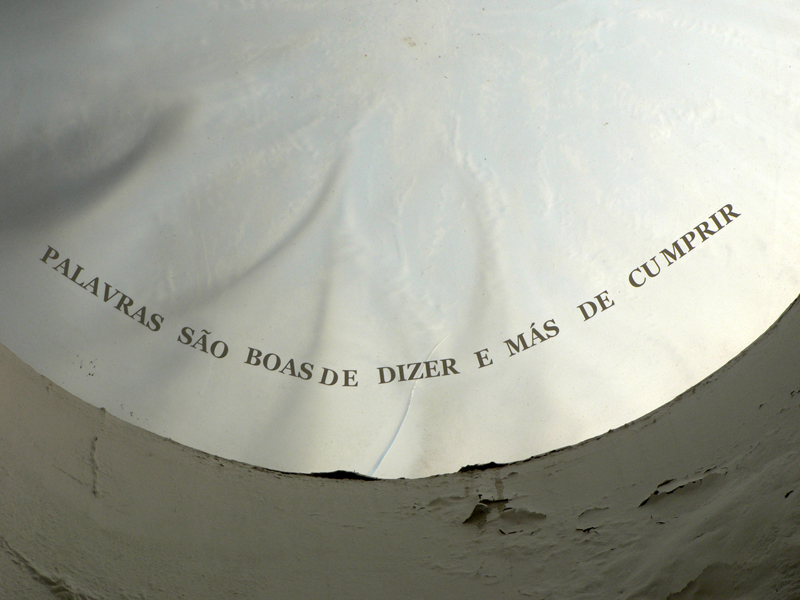 PALAVRAS SÃO BOAS DE DIZER E MÁS DE CUMPRIR